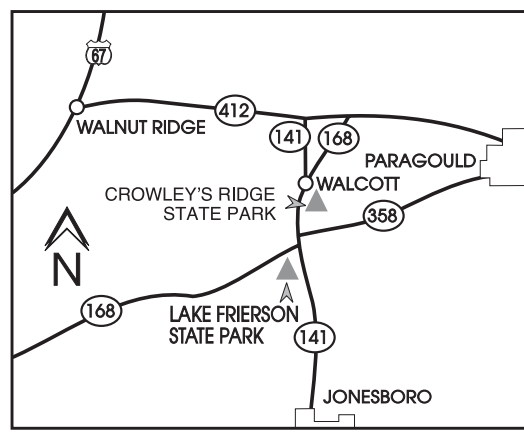 67
412
WALNUT RIDGE
141
168
PARAGOULD
WALCOTT
CROWLEY'S RIDGE
STATE PARK
358
N
168
LAKE FRIERSON
STATE PARK
141
JONESBORO